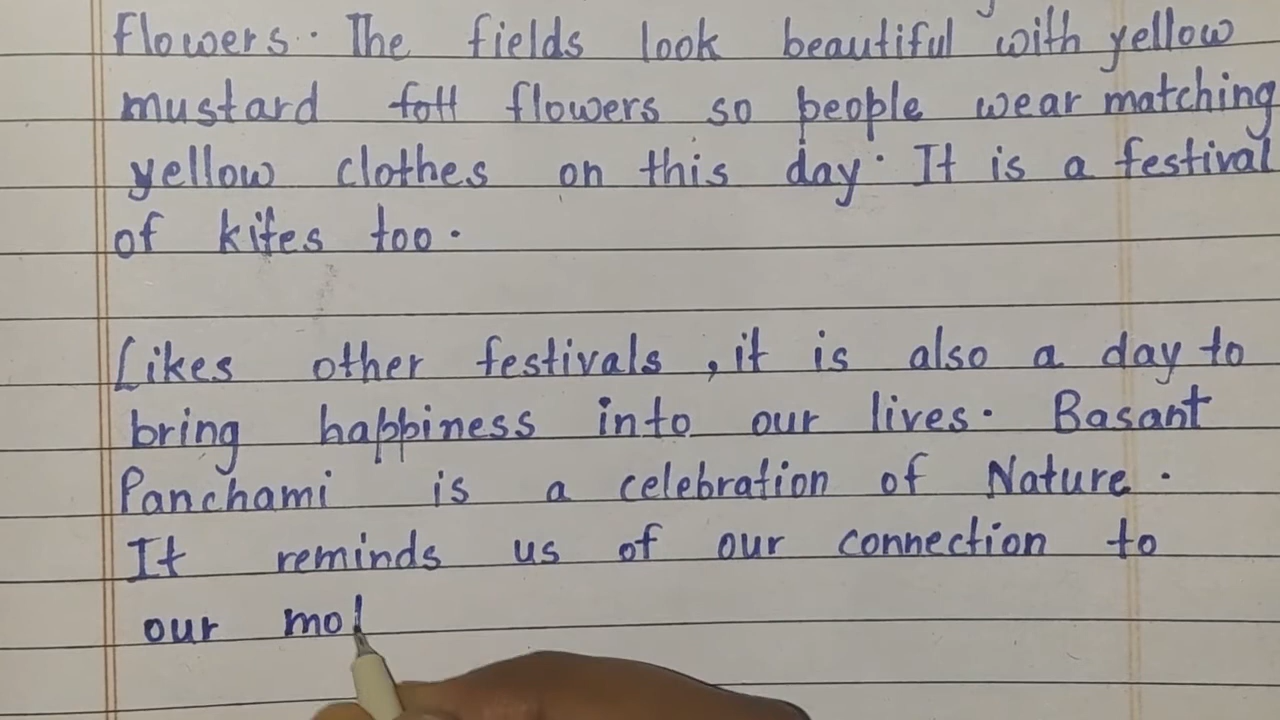 Flowers. The fields look beautiful with yellow
mustard flowers so people wear matching
yellow clothes on this day. It is a festival
of kites too.
Likes other festivals, it is also a day to
bring happiness into our lives. Basant
Panchami is a celebration of Nature.
It reminds us of our connection to
our